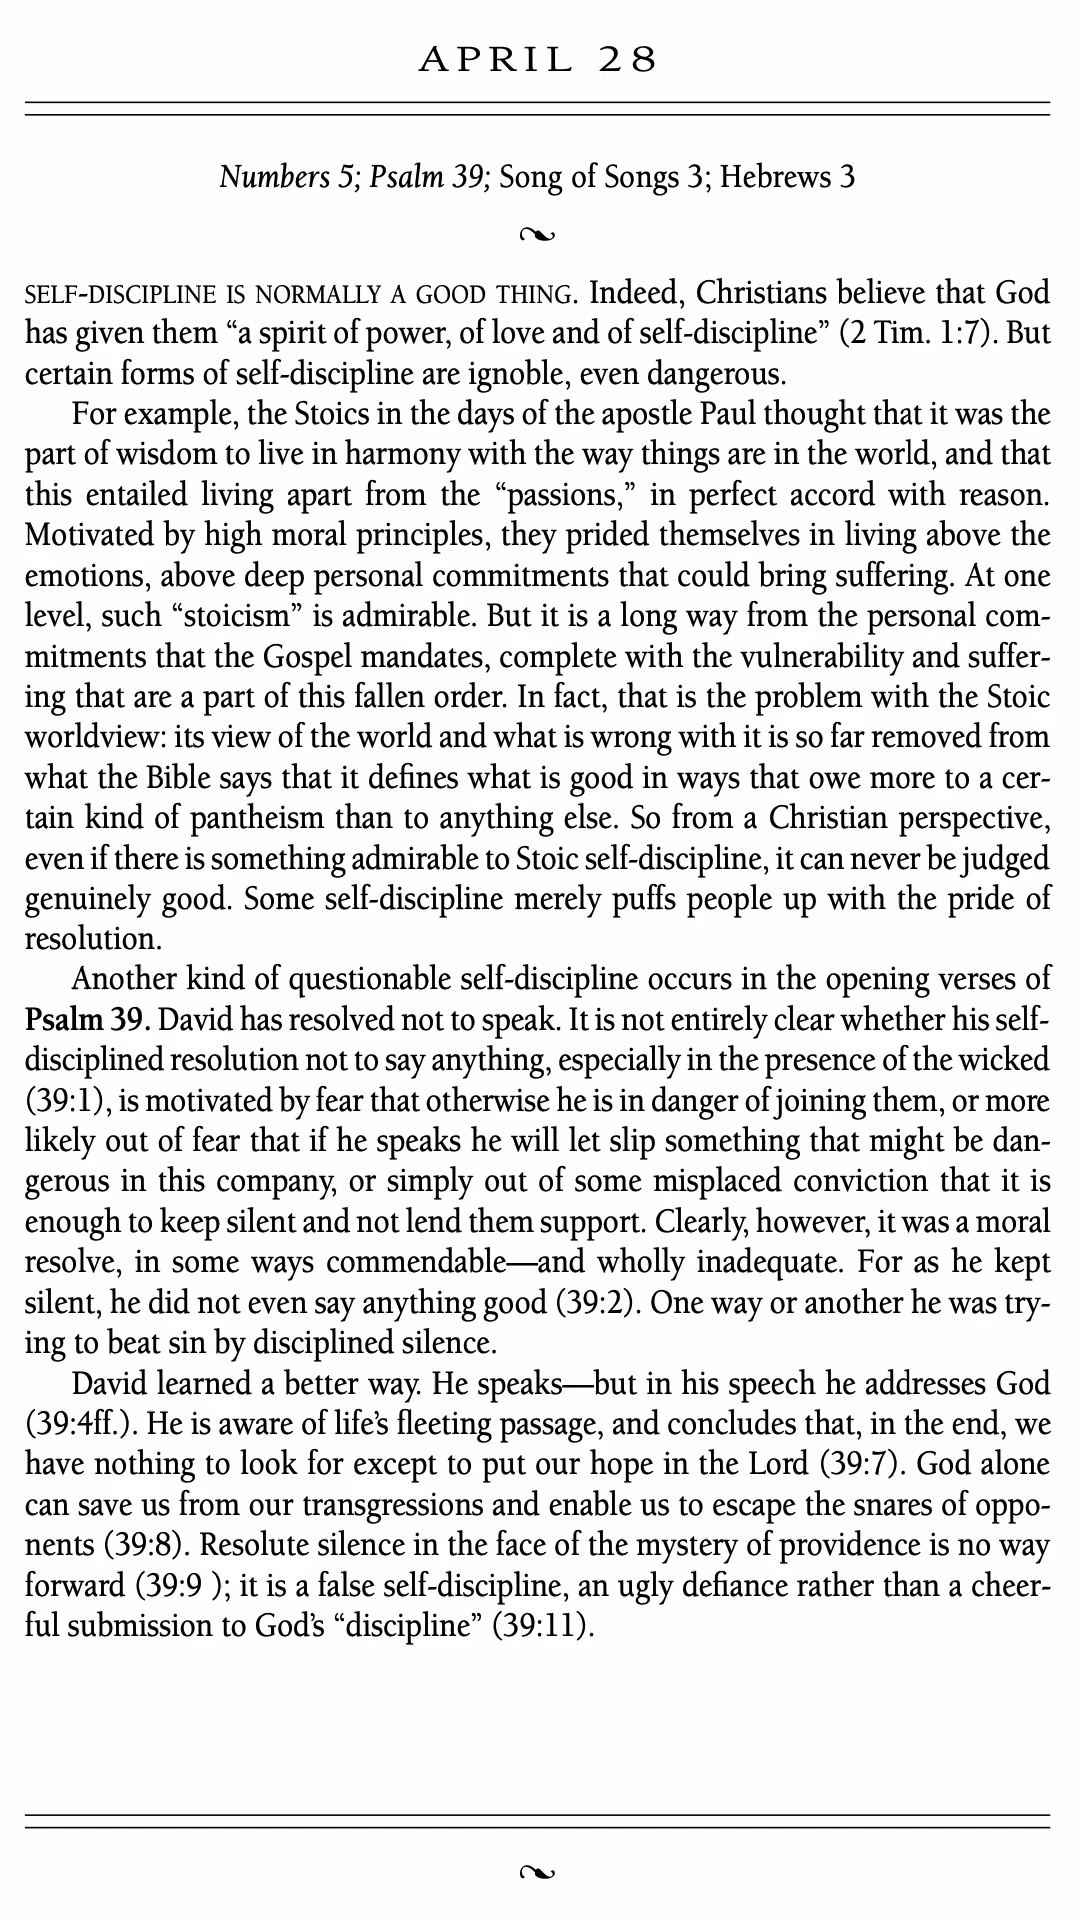 APRIL 28
Numbers 5; Psalm 39; Song of Songs 3; Hebrews 3
SELF-DISCIPLINE IS NORMALLY A GOOD THING. Indeed, Christians believe that God
has given them “a spirit of power, of love and of self-discipline” (2 Tim. 1:7). But
certain forms of self-discipline are ignoble, even dangerous.
For example, the Stoics in the days of the apostle Paul thought that it was the
part of wisdom to live in harmony with the way things are in the world, and that
this entailed living apart from the “passions,” in perfect accord with reason.
Motivated by high moral principles, they prided themselves in living above the
emotions, above deep personal commitments that could bring suffering. At one
level, such “stoicism” is admirable. But it is a long way from the personal com-
mitments that the Gospel mandates, complete with the vulnerability and suffer-
ing that are a part of this fallen order. In fact, that is the problem with the Stoic
worldview: its view of the world and what is wrong with it is so far removed from
what the Bible says that it defines what is good in ways that owe more to a cer-
tain kind of pantheism than to anything else. So from a Christian perspective,
even if there is something admirable to Stoic self-discipline, it can never be judged
genuinely good. Some self-discipline merely puffs people up with the pride of
resolution.
Another kind of questionable self-discipline occurs in the opening verses of
Psalm 39. David has resolved not to speak. It is not entirely clear whether his self-
disciplined resolution not to say anything, especially in the presence of the wicked
(39:1), is motivated by fear that otherwise he is in danger of joining them, or more
likely out of fear that if he speaks he will let slip something that might be dan-
gerous in this company, or simply out of some misplaced conviction that it is
enough to keep silent and not lend them support. Clearly, however, it was a moral
resolve, in some ways commendable—and wholly inadequate. For as he kept
silent, he did not even say anything good (39:2). One way or another he was try-
ing to beat sin by disciplined silence.
David learned a better way. He speaks—but in his speech he addresses God
(39:4ff.). He is aware of life’s fleeting passage, and concludes that, in the end, we
have nothing to look for except to put our hope in the Lord (39:7). God alone
can save us from our transgressions and enable us to escape the snares of oppo-
nents (39:8). Resolute silence in the face of the mystery of providence is no way
forward (39:9 ); it is a false self-discipline, an ugly defiance rather than a cheer-
ful submission to God’s “discipline” (39:11).